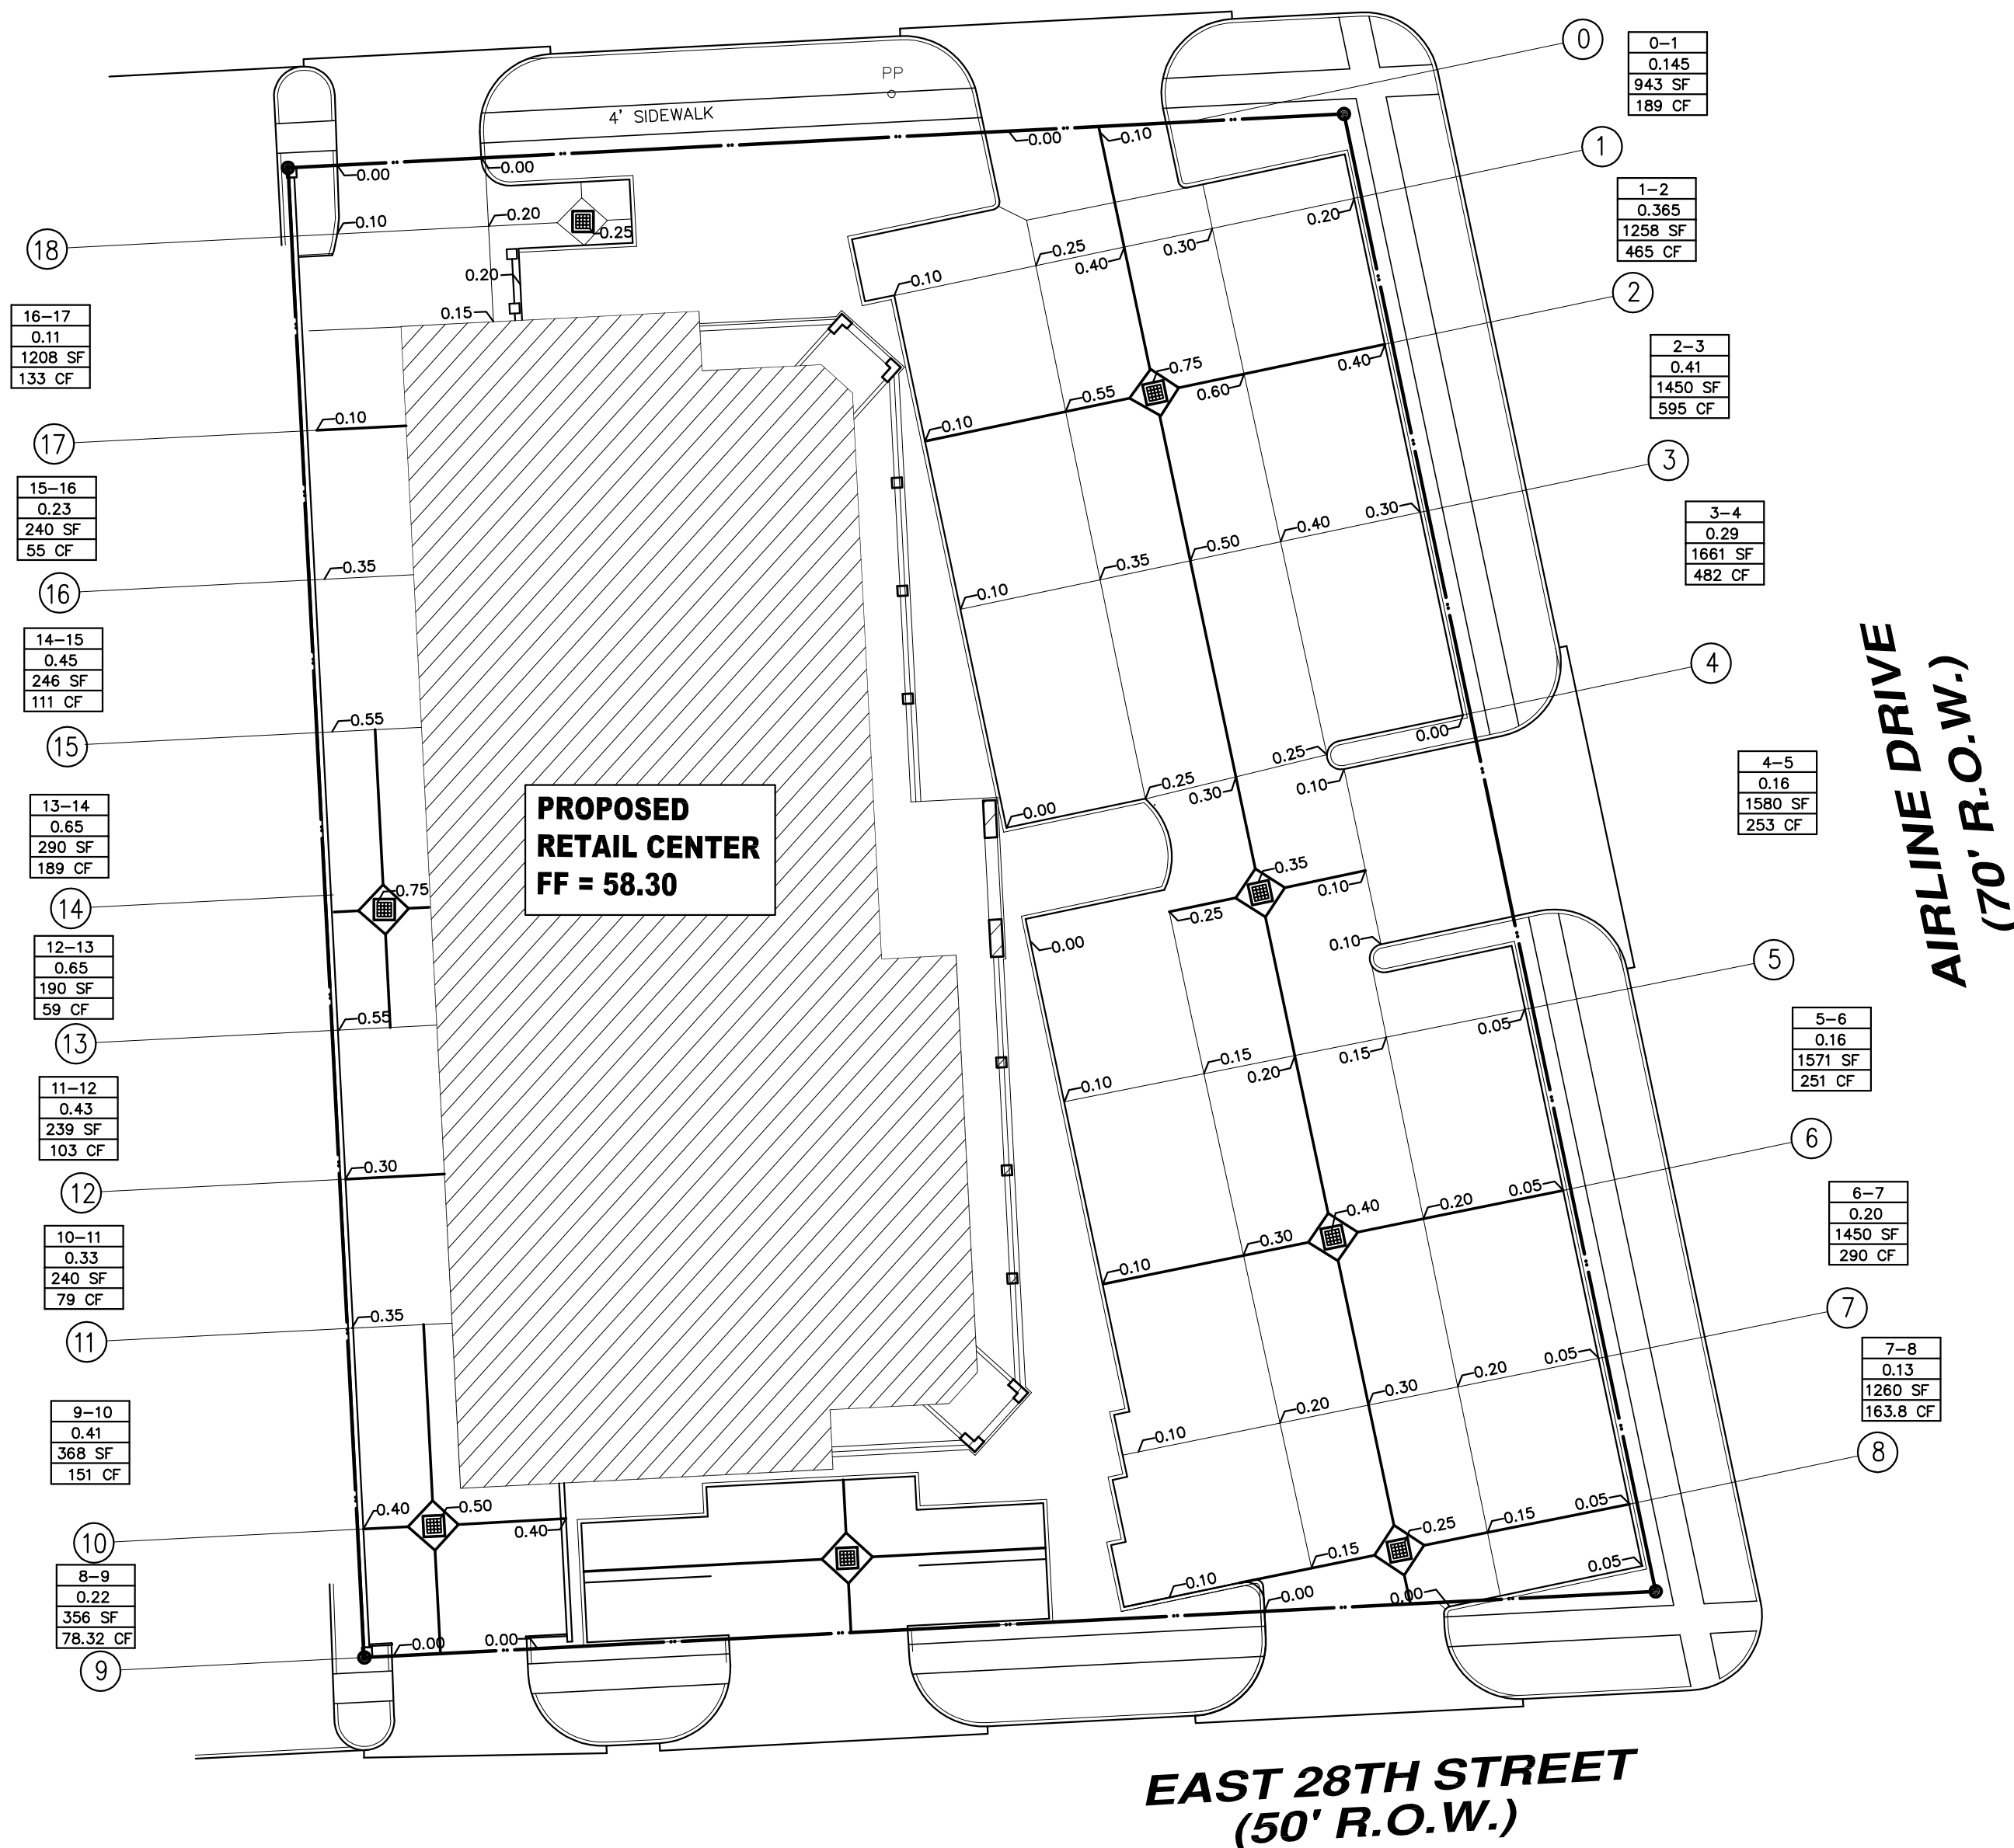 0
0-1
0.145
943 SF
189 CF
PP
4' SIDEWALK
0.00
0.10
0.00
0.00
0.00
1
1-2
0.365
1258 SF
465 CF
0.20
0.30
0.40
0.25
0.10
0.10
0.20
0.25
0.20
0.15
18
2
2-3
0.41
1450 SF
595 CF
0.40
0.60
0.75
0.55
0.10
16-17
0.11
1208 SF
133 CF
0.10
17
3
3-4
0.29
1661 SF
482 CF
0.30
0.40
0.50
0.35
0.10
15-16
0.23
240 SF
55 CF
0.35
16
4
0.00
0.25
0.10
0.30
0.25
0.00
14-15
0.45
246 SF
111 CF
0.55
15
AIRLINE DRIVE
(70' R.O.W.)
4-5
0.16
1580 SF
253 CF
PROPOSED
RETAIL CENTER
FF = 58.30
13-14
0.65
290 SF
189 CF
0.75
14
0.35
0.10
0.25
0.10
0.00
12-13
0.65
190 SF
59 CF
0.55
13
5
0.05
0.15
0.15
0.20
0.10
5-6
0.16
1571 SF
251 CF
11-12
0.43
239 SF
103 CF
0.30
12
6
0.05
0.20
0.40
0.30
0.10
6-7
0.20
1450 SF
290 CF
10-11
0.33
240 SF
79 CF
0.35
11
7
0.05
0.20
0.30
0.20
0.10
7-8
0.13
1260 SF
163.8 CF
9-10
0.41
368 SF
151 CF
0.40
0.50
0.40
10
8
0.05
0.15
0.25
0.15
0.05
0.10
0.00
0.00
8-9
0.22
356 SF
78.32 CF
0.00
0.00
9
EAST 28TH STREET
(50' R.O.W.)